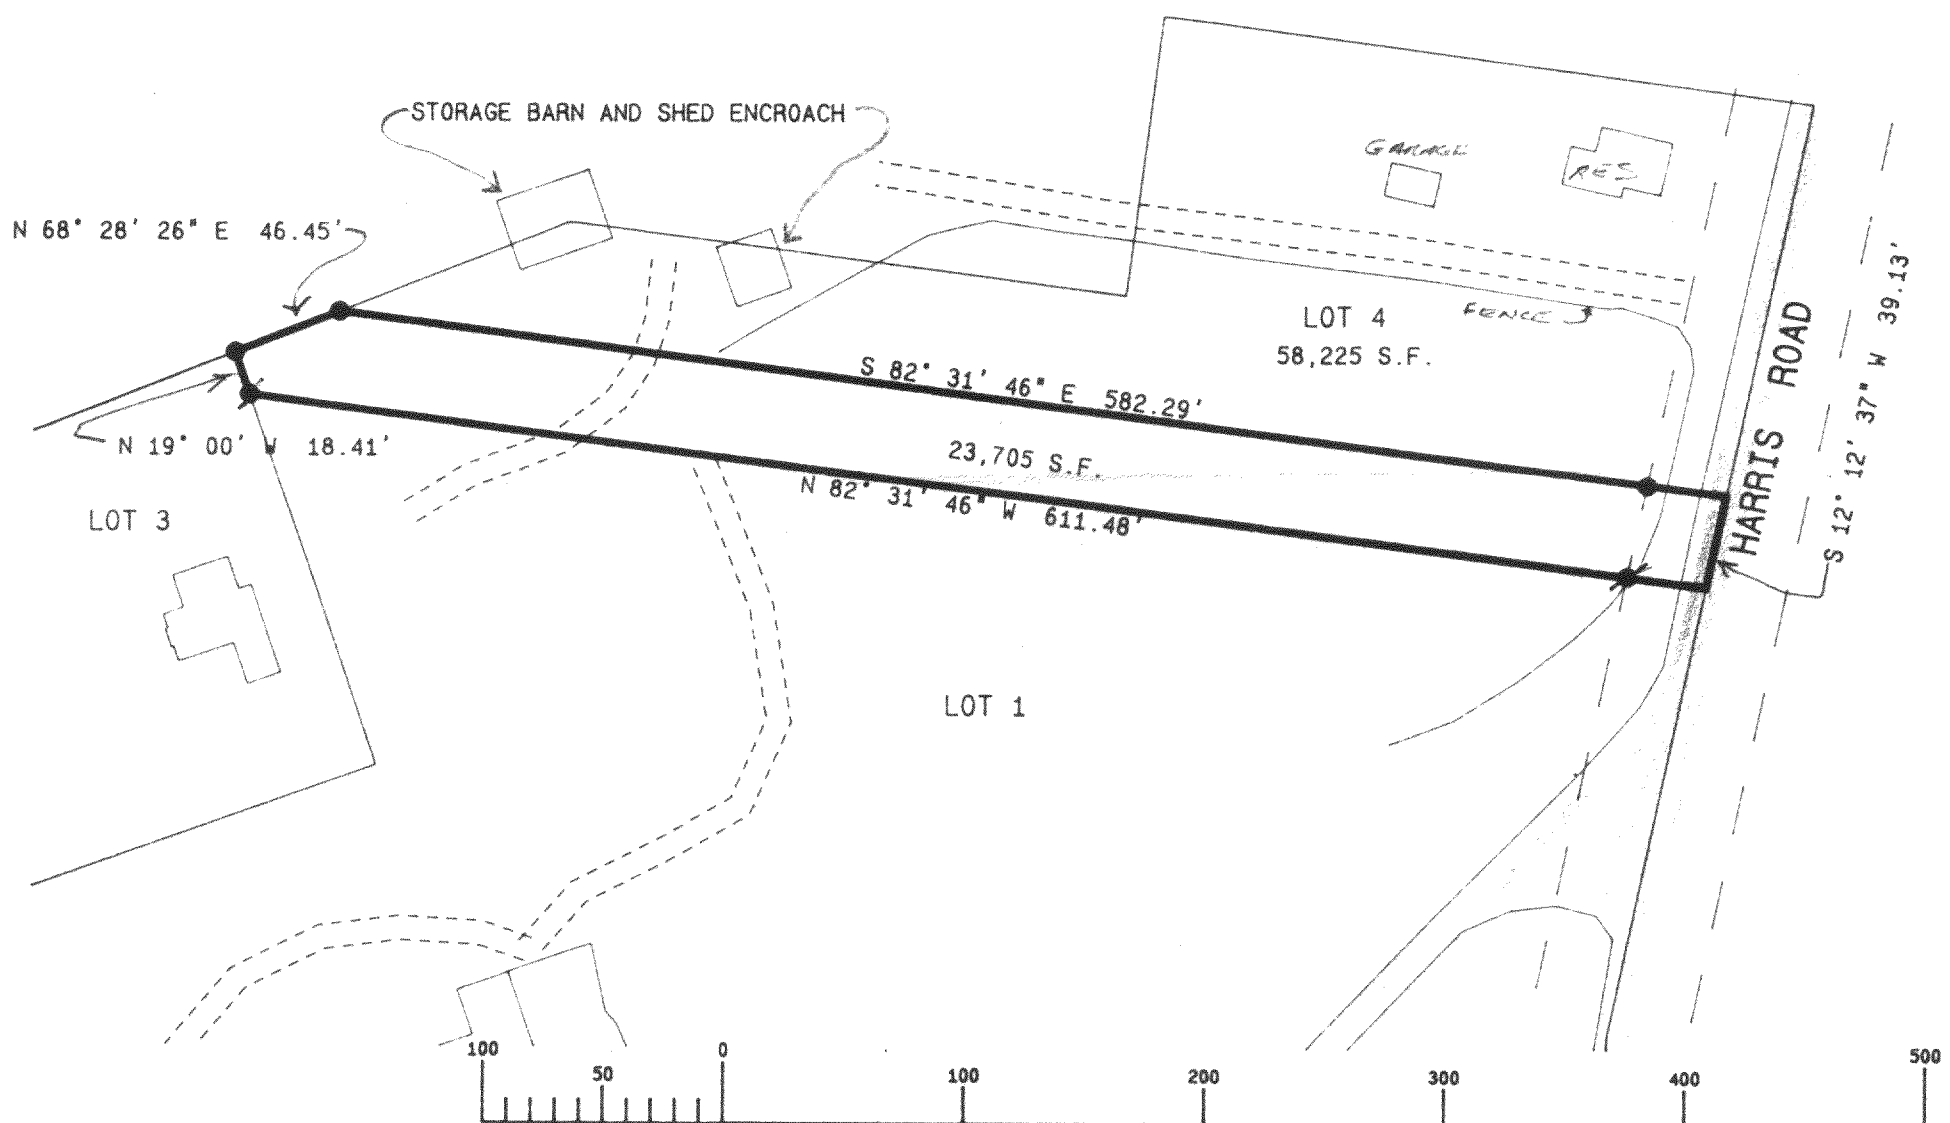 STORAGE BARN AND SHED ENCROACH
GARAGE
RES
N 68° 28' 26" E 46.45'
S 12° 12' 37" W 39.13'
HARRIS ROAD
FENCE
LOT 4
58,225 S.F.
S 82° 31' 46" E 582.29'
N 19° 00' W 18.41'
23,705 S.F.
N 82° 31' 46" W 611.48'
LOT 3
LOT 1
100 50 0 100 200 300 400 500